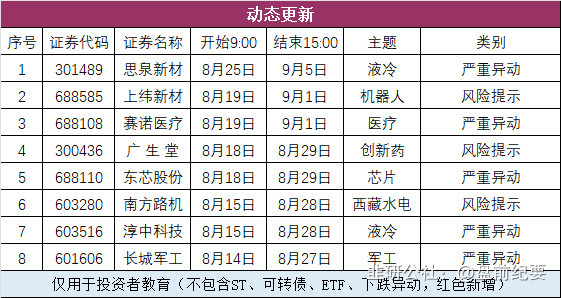 动态更新
序号 证券代码 证券名称 开始9:00 结束15:00 主题 类别
1 301489 思泉新材 8月25日 9月5日 液冷 严重异动
2 688585 上纬新材 8月19日 9月1日 机器人 风险提示
3 688108 赛诺医疗 8月19日 9月1日 医疗 严重异动
4 300436 广 生 堂 8月18日 8月29日 创新药 风险提示
5 688110 东芯股份 8月18日 8月29日 芯片 严重异动
6 603280 南方路机 8月15日 8月28日 西藏水电 风险提示
7 603516 淳中科技 8月15日 8月28日 液冷 严重异动
8 601606 长城军工 8月14日 8月27日 军工 严重异动
仅用于投资者教育（不包含ST、可转债、ETF、下跌异动，红色新增）
韭研公社：@盘前纪要